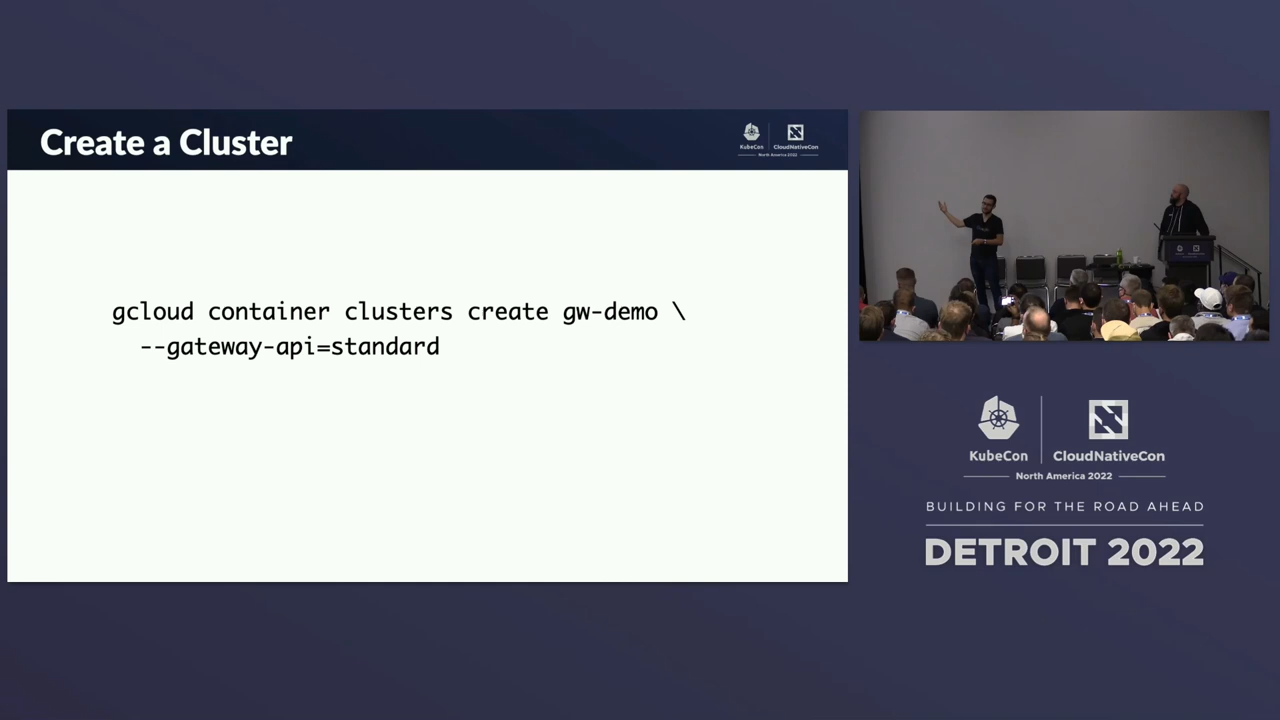 Create a Cluster
KubeCon
CloudNativeCon
North America 2022
gcloud container clusters create gw-demo \
--gateway-api=standard
KubeCon
CloudNativeCon
North America 2022
BUILDING FOR THE ROAD AHEAD
DETROIT 2022